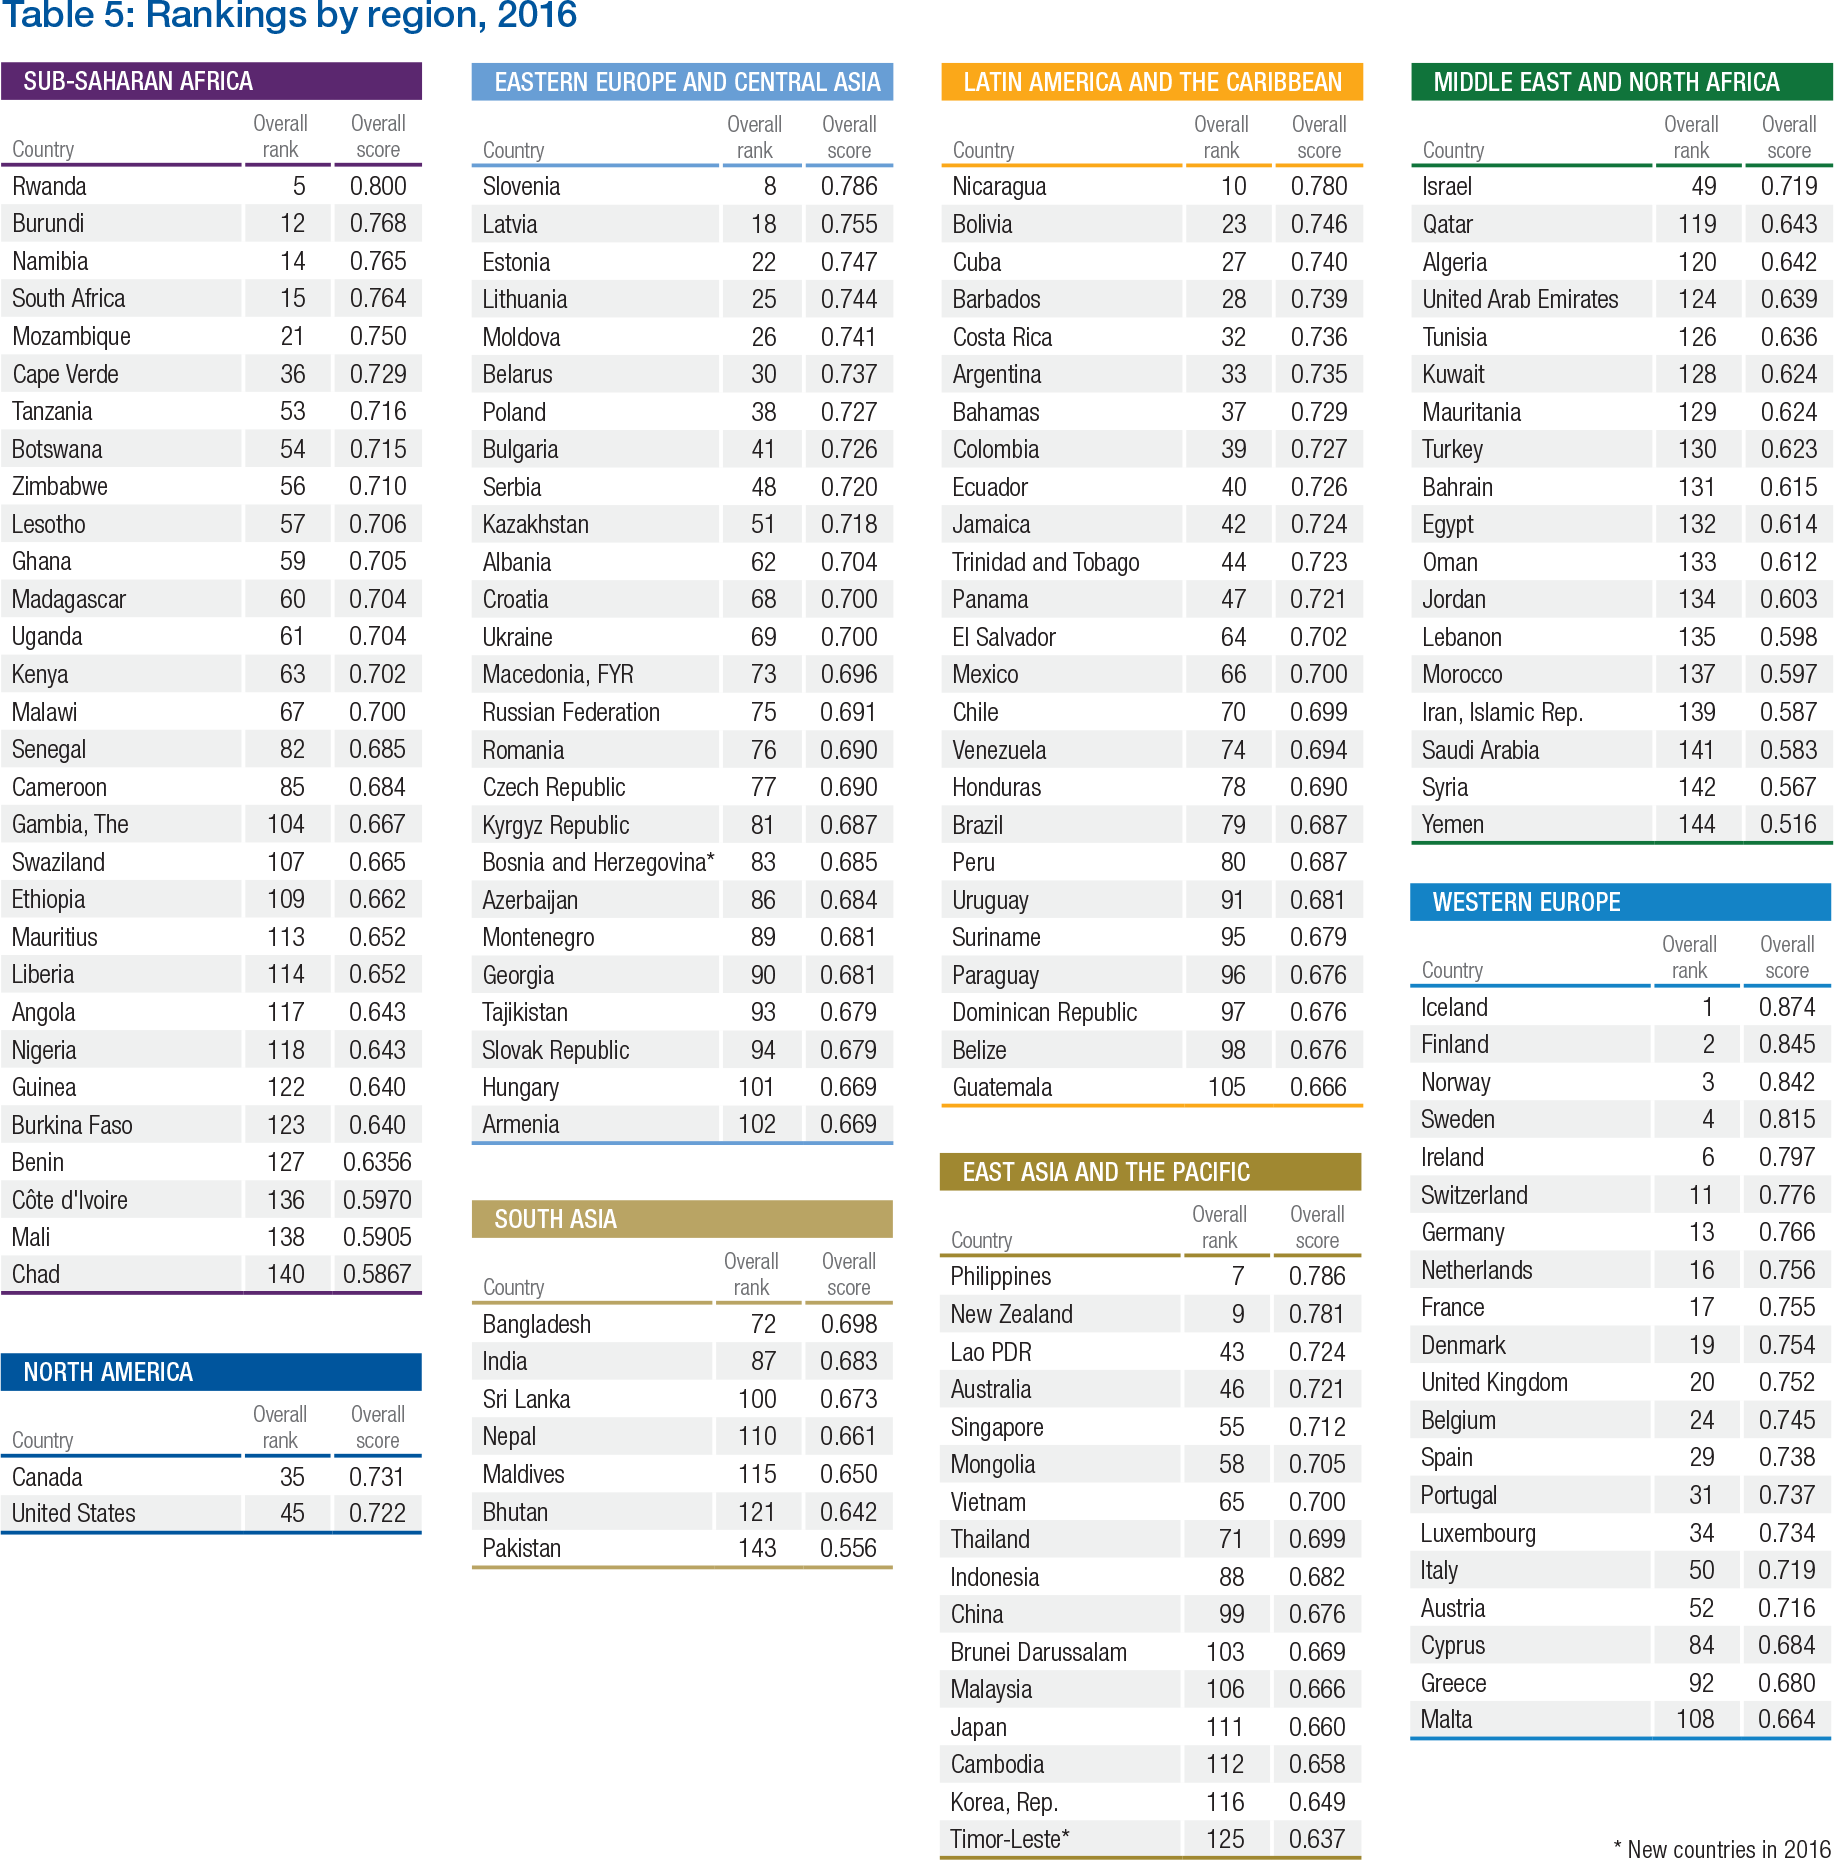 Table 5: Rankings by region, 2016
SUB-SAHARAN AFRICA
Country Overall rank Overall score
Rwanda 5 0.800
Burundi 12 0.768
Namibia 14 0.765
South Africa 15 0.764
Mozambique 21 0.750
Cape Verde 36 0.729
Tanzania 53 0.716
Botswana 54 0.715
Zimbabwe 56 0.710
Lesotho 57 0.706
Ghana 59 0.705
Madagascar 60 0.704
Uganda 61 0.704
Kenya 63 0.702
Malawi 67 0.700
Senegal 82 0.685
Cameroon 85 0.684
Gambia, The 104 0.667
Swaziland 107 0.665
Ethiopia 109 0.662
Mauritius 113 0.652
Liberia 114 0.652
Angola 117 0.643
Nigeria 118 0.643
Guinea 122 0.640
Burkina Faso 123 0.640
Benin 127 0.6356
Côte d'Ivoire 136 0.5970
Mali 138 0.5905
Chad 140 0.5867
NORTH AMERICA
Country Overall rank Overall score
Canada 35 0.731
United States 45 0.722
EASTERN EUROPE AND CENTRAL ASIA
Country Overall rank Overall score
Slovenia 8 0.786
Latvia 18 0.755
Estonia 22 0.747
Lithuania 25 0.744
Moldova 26 0.741
Belarus 30 0.737
Poland 38 0.727
Bulgaria 41 0.726
Serbia 48 0.720
Kazakhstan 51 0.718
Albania 62 0.704
Croatia 68 0.700
Ukraine 69 0.700
Macedonia, FYR 73 0.696
Russian Federation 75 0.691
Romania 76 0.690
Czech Republic 77 0.690
Kyrgyz Republic 81 0.687
Bosnia and Herzegovina* 83 0.685
Azerbaijan 86 0.684
Montenegro 89 0.681
Georgia 90 0.681
Tajikistan 93 0.679
Slovak Republic 94 0.679
Hungary 101 0.669
Armenia 102 0.669
SOUTH ASIA
Country Overall rank Overall score
Bangladesh 72 0.698
India 87 0.683
Sri Lanka 100 0.673
Nepal 110 0.661
Maldives 115 0.650
Bhutan 121 0.642
Pakistan 143 0.556
LATIN AMERICA AND THE CARIBBEAN
Country Overall rank Overall score
Nicaragua 10 0.780
Bolivia 23 0.746
Cuba 27 0.740
Barbados 28 0.739
Costa Rica 32 0.736
Argentina 33 0.735
Bahamas 37 0.729
Colombia 39 0.727
Ecuador 40 0.726
Jamaica 42 0.724
Trinidad and Tobago 44 0.723
Panama 47 0.721
El Salvador 64 0.702
Mexico 66 0.700
Chile 70 0.699
Venezuela 74 0.694
Honduras 78 0.690
Brazil 79 0.687
Peru 80 0.687
Uruguay 91 0.681
Suriname 95 0.679
Paraguay 96 0.676
Dominican Republic 97 0.676
Belize 98 0.676
Guatemala 105 0.666
EAST ASIA AND THE PACIFIC
Country Overall rank Overall score
Philippines 7 0.786
New Zealand 9 0.781
Lao PDR 43 0.724
Australia 46 0.721
Singapore 55 0.712
Mongolia 58 0.705
Vietnam 65 0.700
Thailand 71 0.699
Indonesia 88 0.682
China 99 0.676
Brunei Darussalam 103 0.669
Malaysia 106 0.666
Japan 111 0.660
Cambodia 112 0.658
Korea, Rep. 116 0.649
Timor-Leste* 125 0.637
MIDDLE EAST AND NORTH AFRICA
Country Overall rank Overall score
Israel 49 0.719
Qatar 119 0.643
Algeria 120 0.642
United Arab Emirates 124 0.639
Tunisia 126 0.636
Kuwait 128 0.624
Mauritania 129 0.624
Turkey 130 0.623
Bahrain 131 0.615
Egypt 132 0.614
Oman 133 0.612
Jordan 134 0.603
Lebanon 135 0.598
Morocco 137 0.597
Iran, Islamic Rep. 139 0.587
Saudi Arabia 141 0.583
Syria 142 0.567
Yemen 144 0.516
WESTERN EUROPE
Country Overall rank Overall score
Iceland 1 0.874
Finland 2 0.845
Norway 3 0.842
Sweden 4 0.815
Ireland 6 0.797
Switzerland 11 0.776
Germany 13 0.766
Netherlands 16 0.756
France 17 0.755
Denmark 19 0.754
United Kingdom 20 0.752
Belgium 24 0.745
Spain 29 0.738
Portugal 31 0.737
Luxembourg 34 0.734
Italy 50 0.719
Austria 52 0.716
Cyprus 84 0.684
Greece 92 0.680
Malta 108 0.664
* New countries in 2016